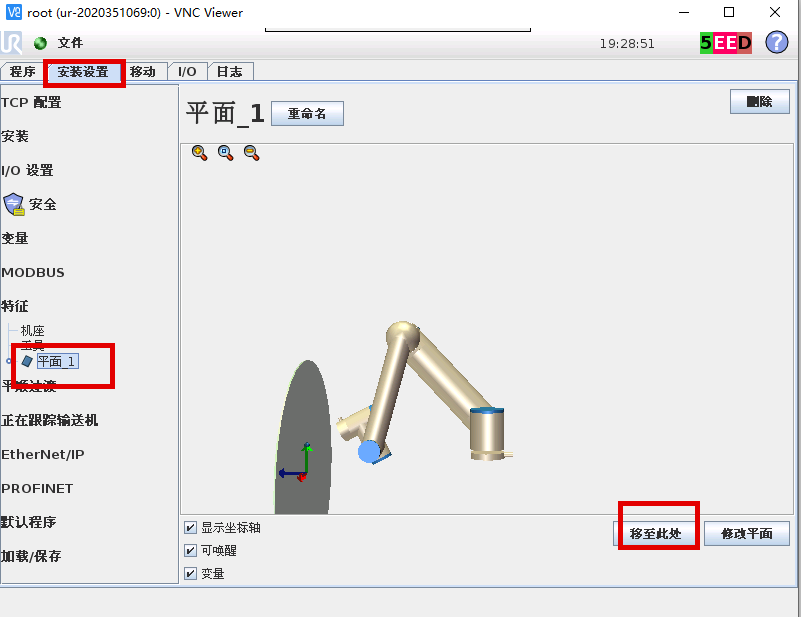 root (ur-2020351069:0) - VNC Viewer
文件
19:28:51
5EED
?
程序 安装设置 移动 I/O 日志
TCP 配置
安装
I/O 设置
安全
变量
MODBUS
特征
机座
工具
平面_1
平顺过渡
正在跟踪输送机
EtherNet/IP
PROFINET
默认程序
加载/保存
平面_1
重命名
删除
显示坐标轴
可唤醒
变量
移至此处
修改平面